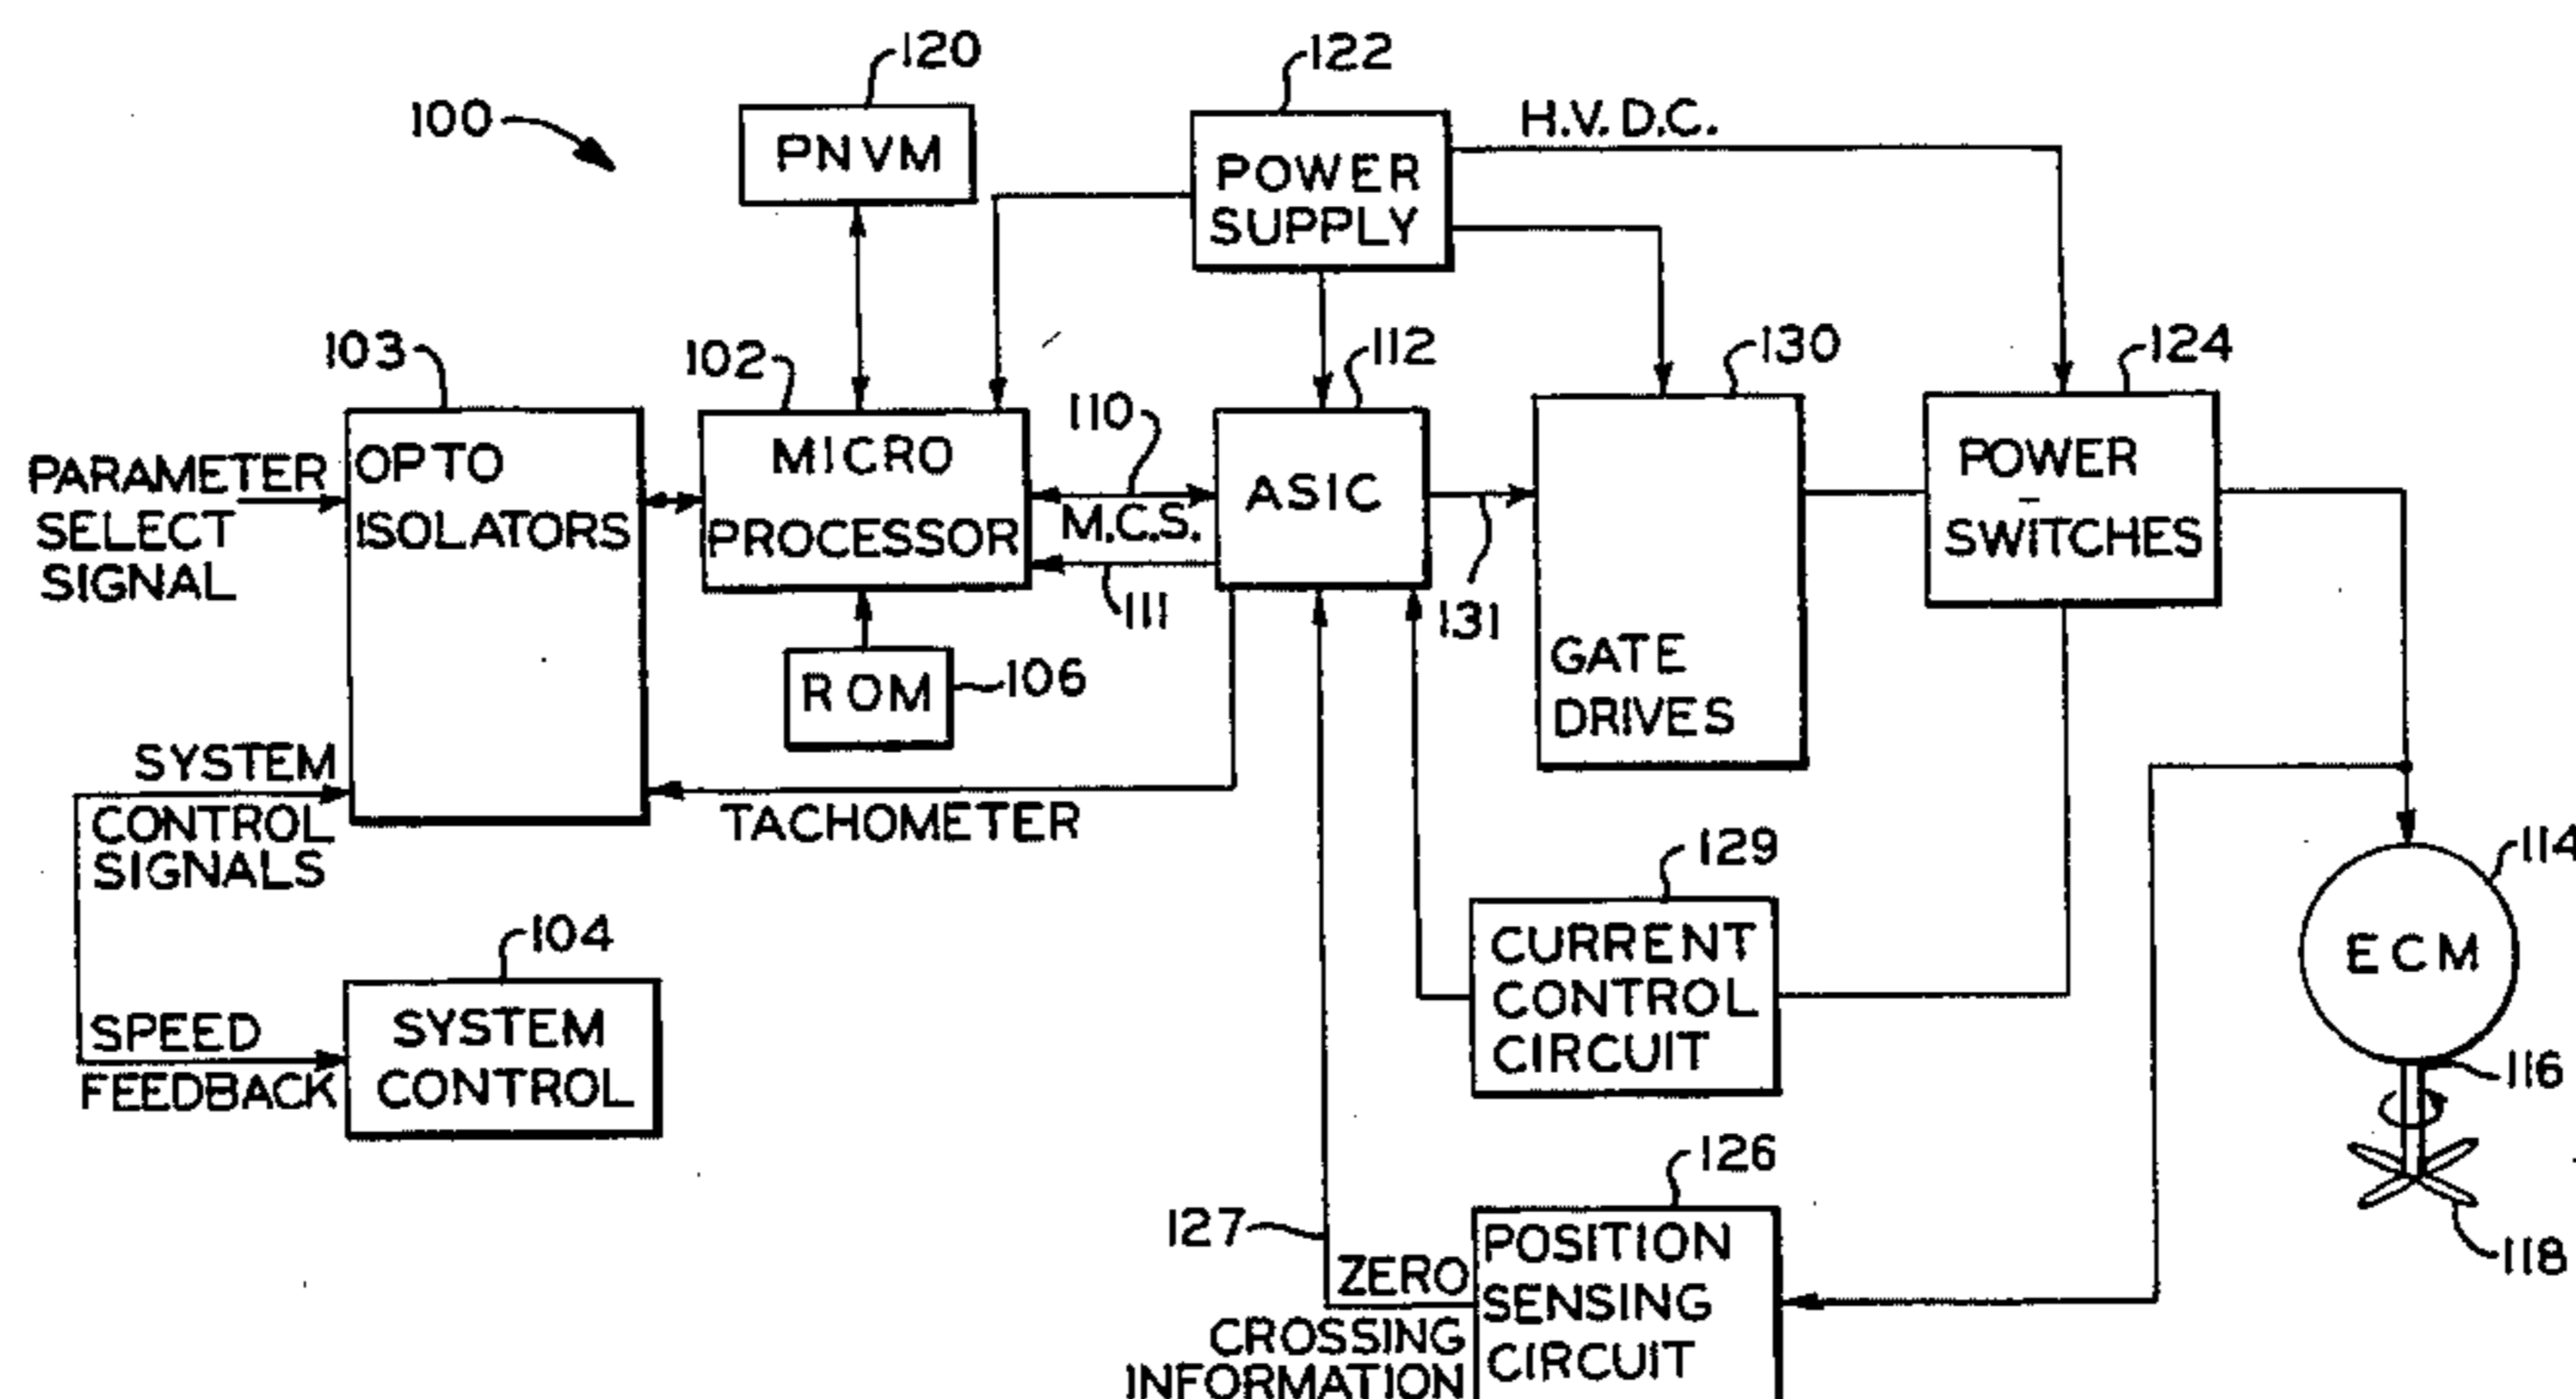 120
122
100
PNVM
H.V.D.C.
POWER
SUPPLY
103
102
112
130
124
110
PARAMETER
SELECT
SIGNAL
OPTO
ISOLATORS
MICRO
PROCESSOR
M.C.S.
ASIC
POWER
SWITCHES
111
131
ROM
106
GATE
DRIVES
SYSTEM
CONTROL
SIGNALS
TACHOMETER
129
114
104
CURRENT
CONTROL
CIRCUIT
ECM
SPEED
FEEDBACK
SYSTEM
CONTROL
116
126
127
ZERO
CROSSING
INFORMATION
POSITION
SENSING
CIRCUIT
118